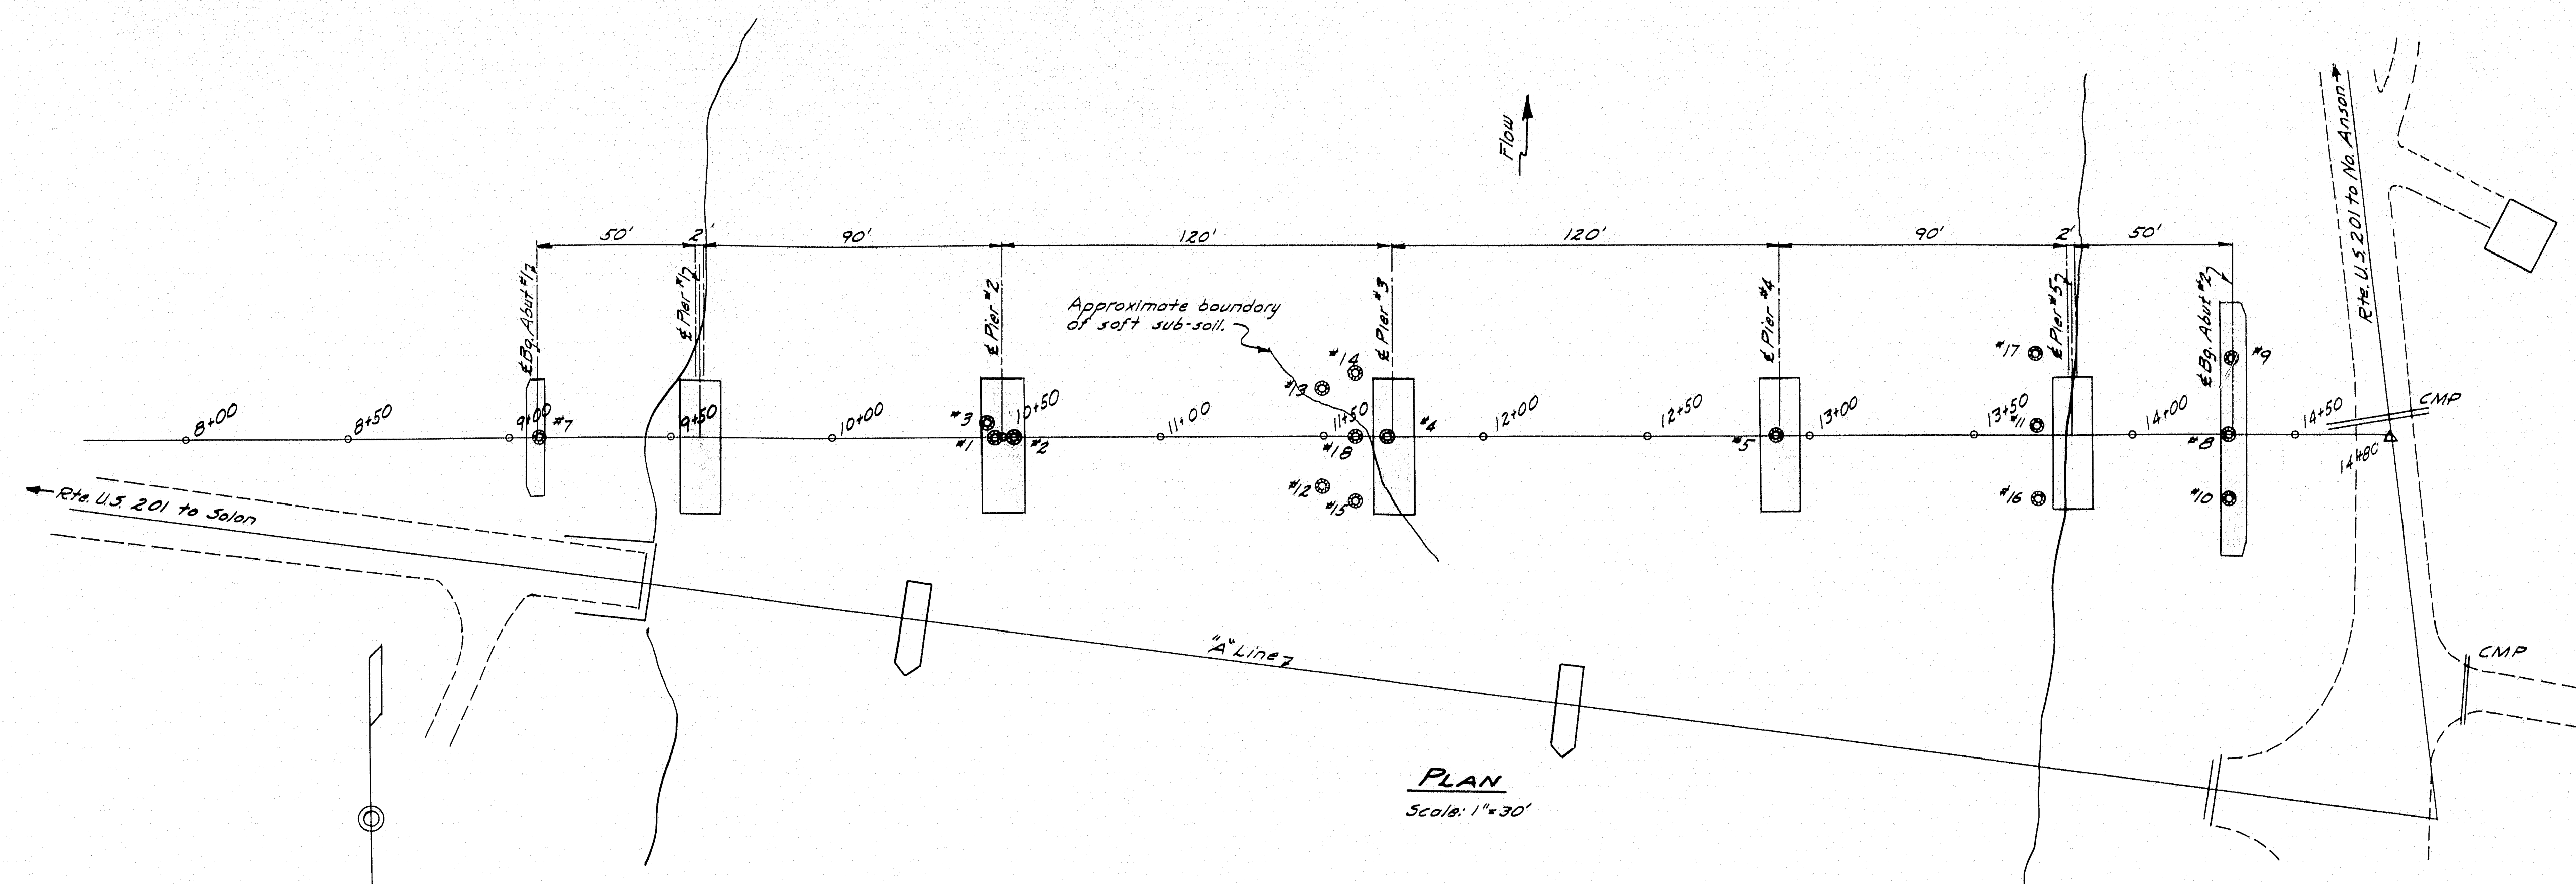 Flow
50'
2'
90'
120'
120'
90'
2'
50'
℄ Bg. Abut #1
℄ Pier #1
℄ Pier #2
℄ Pier #3
℄ Pier #4
℄ Pier #5
℄ Bg. Abut #2
Rte. U.S. 201 to No. Anson
Approximate boundory
of soft sub-soil.
#14
#13
#17
#9
8+00
8+50
9+00
#7
9+50
10+00
#3
#1
10+50
#2
11+00
11+50
#18
#4
12+00
12+50
#5
13+00
13+50
#11
14+00
#8
14+50
CMP
14+80
#12
#15
#16
#10
Rte. U.S. 201 to Solon
"A" Line
CMP
PLAN
Scale: 1"=30'